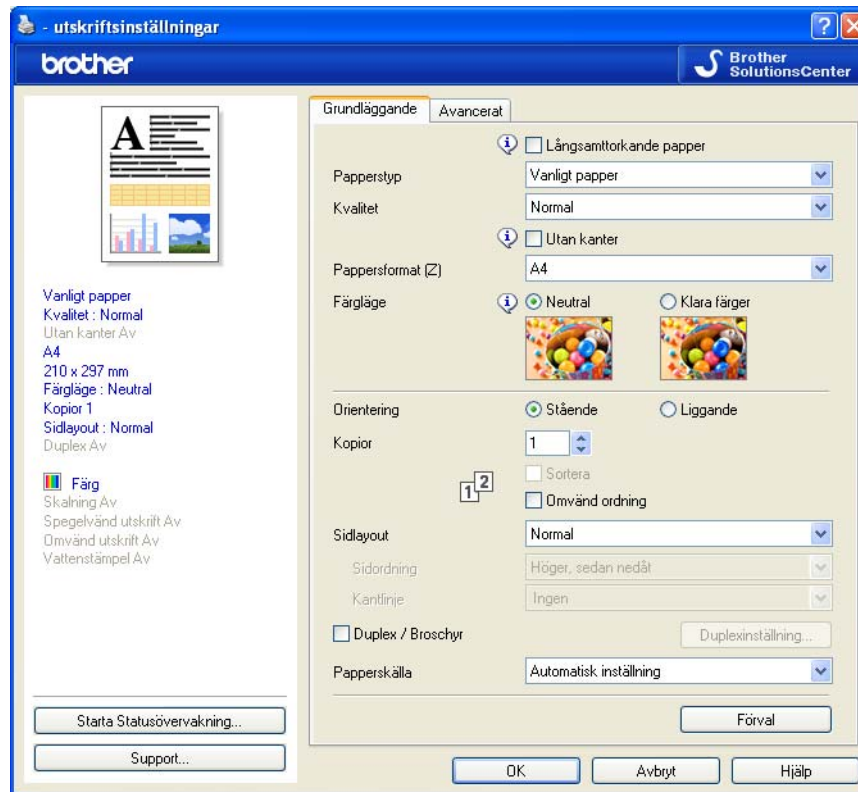 - utskriftsinställningar
brother
Brother
SolutionsCenter
A
Vanligt papper
Kvalitet : Normal
Utan kanter Av
A4
210 x 297 mm
Färgläge : Neutral
Kopior 1
Sidlayout : Normal
Duplex Av
Färg
Skalning Av
Spegelvänd utskrift Av
Omvänd utskrift Av
Vattenstämpel Av
Starta Statusövervakning...
Support...
Grundläggande Avancerat
Långsamttorkande papper
Papperstyp Vanligt papper
Kvalitet Normal
Utan kanter
Pappersformat (Z) A4
Färgläge Neutral Klara färger
Orientering Stående Liggande
Kopior 1
Sortera
1 2
Omvänd ordning
Sidlayout Normal
Sidordning Höger, sedan nedåt
Kantlinje Ingen
Duplex / Broschyr Duplexinställning...
Papperskälla Automatisk inställning
Förval
OK Avbryt Hjälp